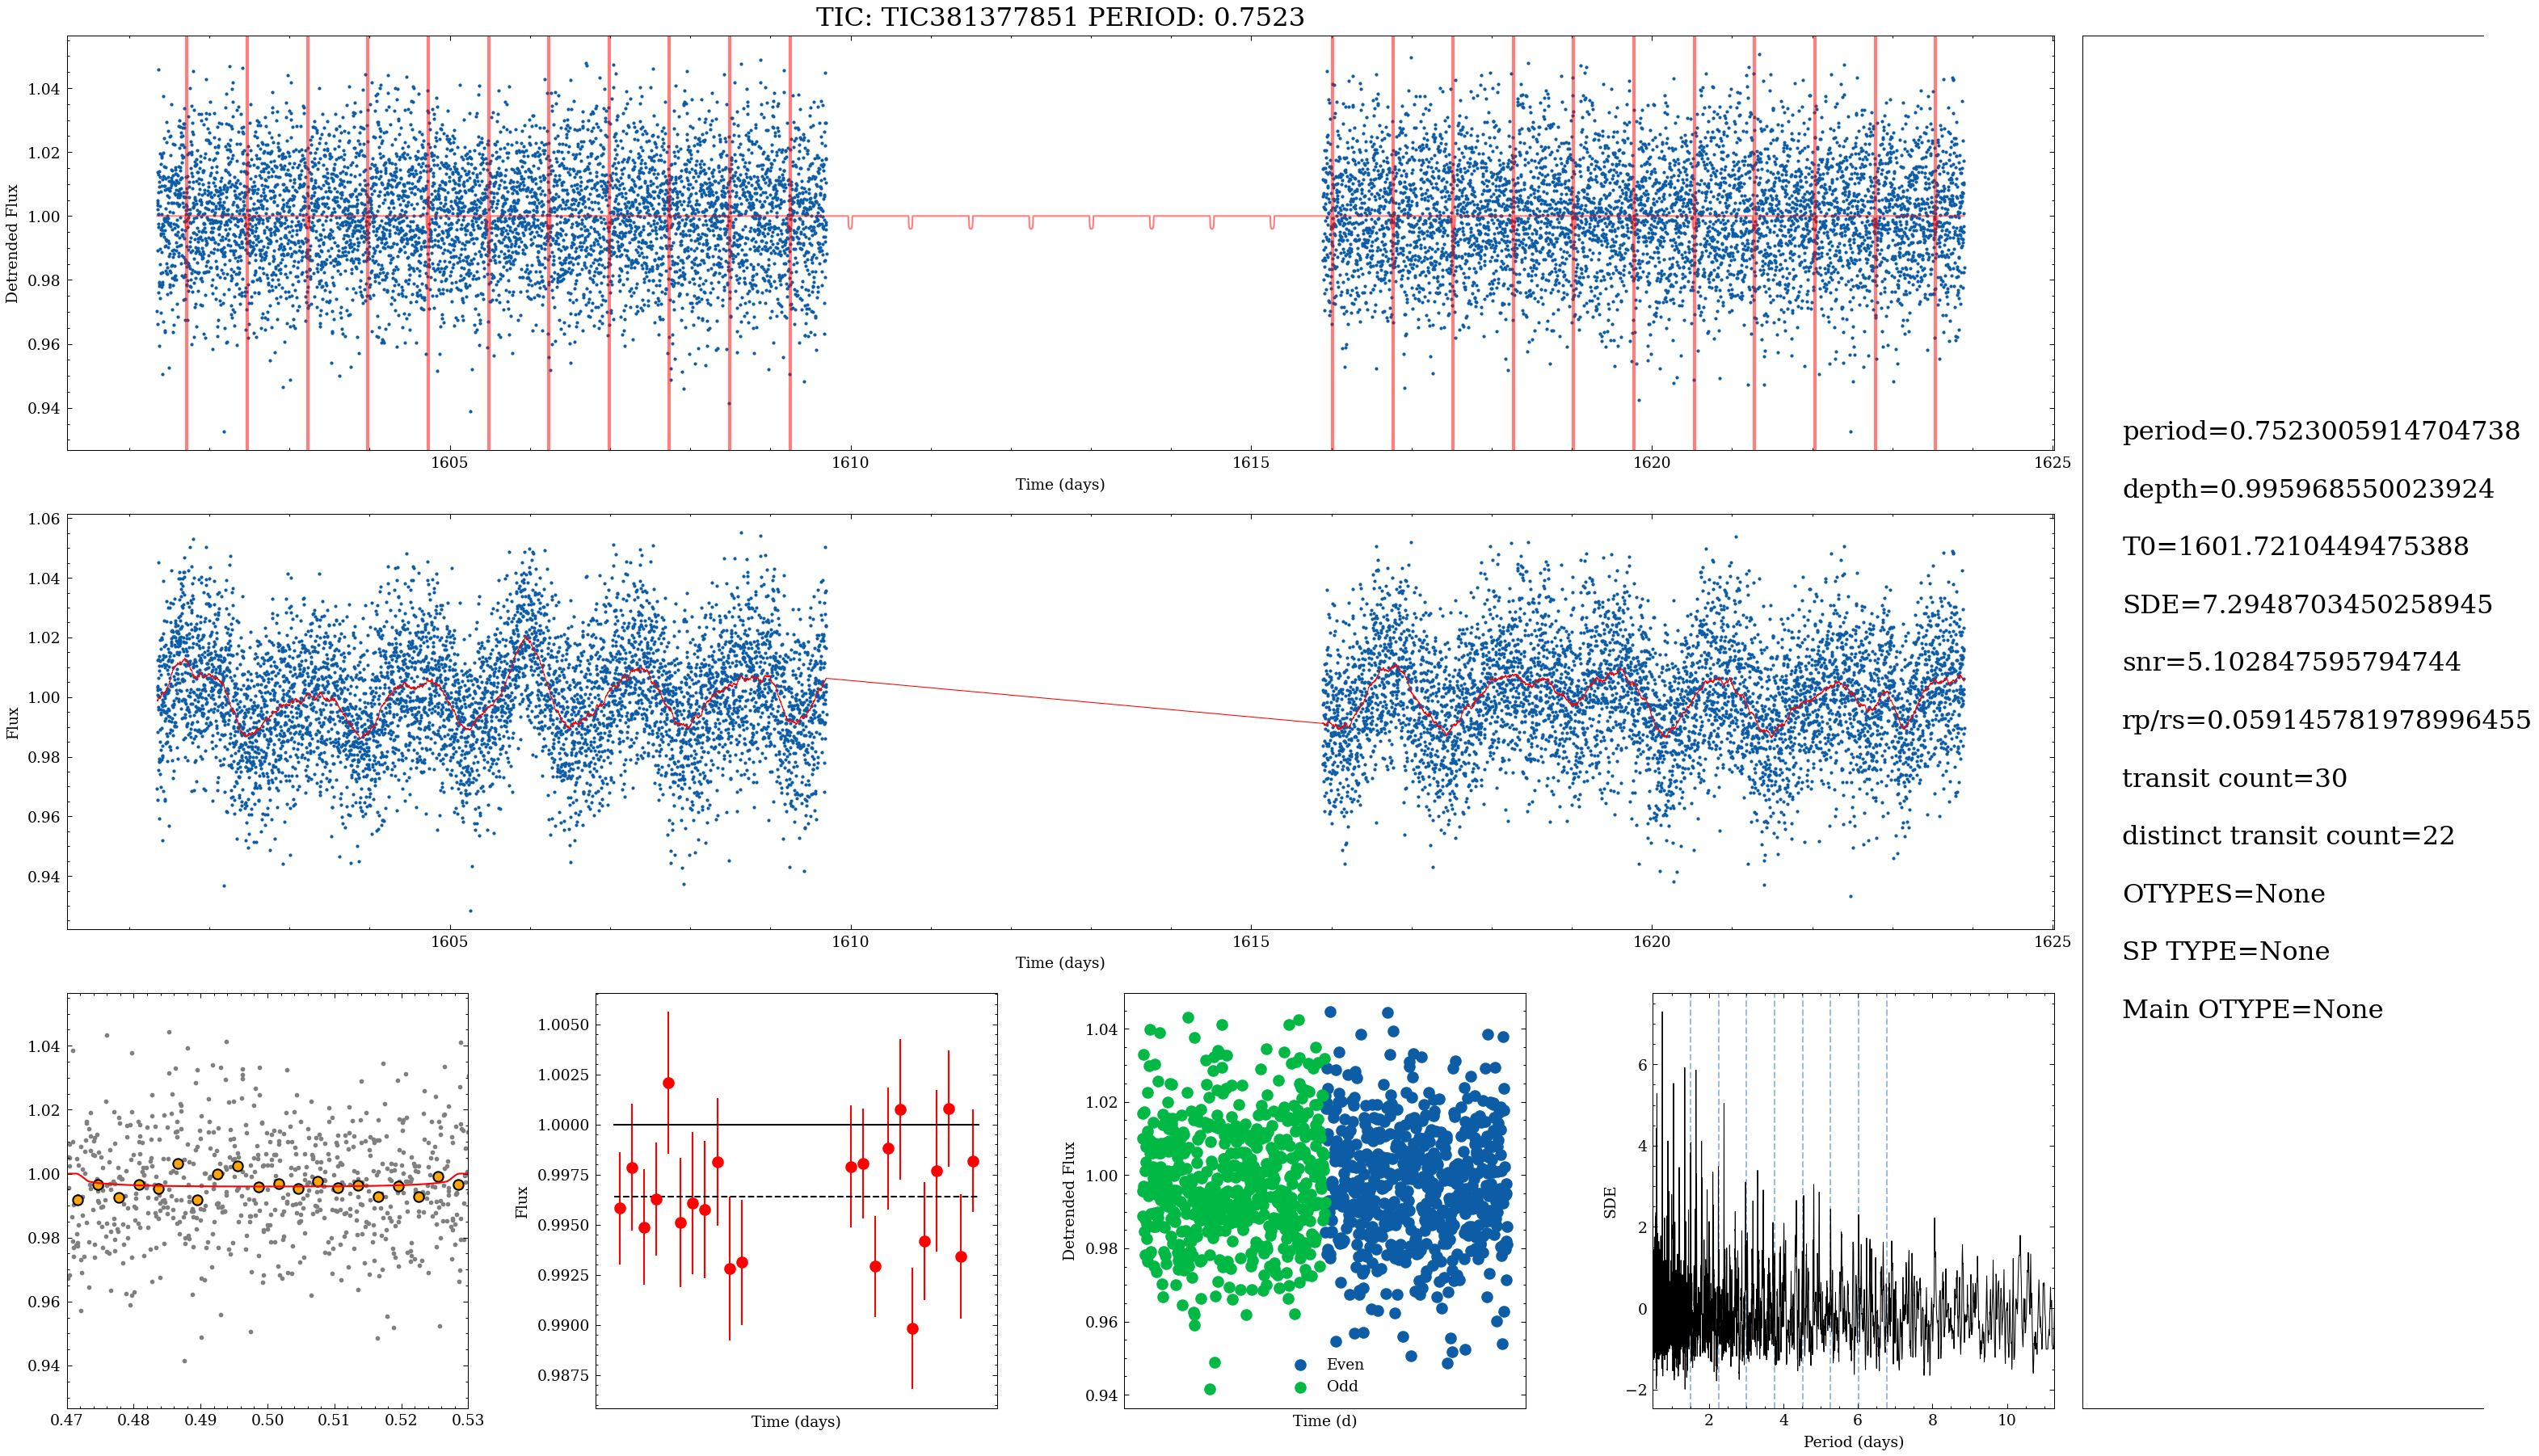 TIC: TIC381377851 PERIOD: 0.7523
Detrended Flux
1.04
1.02
1.00
0.98
0.96
0.94
1605 1610 1615 1620 1625
Time (days)
Flux
1.06
1.04
1.02
1.00
0.98
0.96
0.94
1605 1610 1615 1620 1625
Time (days)
1.04
1.02
1.00
0.98
0.96
0.94
0.47 0.48 0.49 0.50 0.51 0.52 0.53
Flux
1.0050
1.0025
1.0000
0.9975
0.9950
0.9925
0.9900
0.9875
Time (days)
Detrended Flux
1.04
1.02
1.00
0.98
0.96
0.94
Even
Odd
Time (d)
SDE
6
4
2
0
−2
2 4 6 8 10
Period (days)
period=0.7523005914704738
depth=0.995968550023924
T0=1601.7210449475388
SDE=7.2948703450258945
snr=5.102847595794744
rp/rs=0.059145781978996455
transit count=30
distinct transit count=22
OTYPES=None
SP TYPE=None
Main OTYPE=None